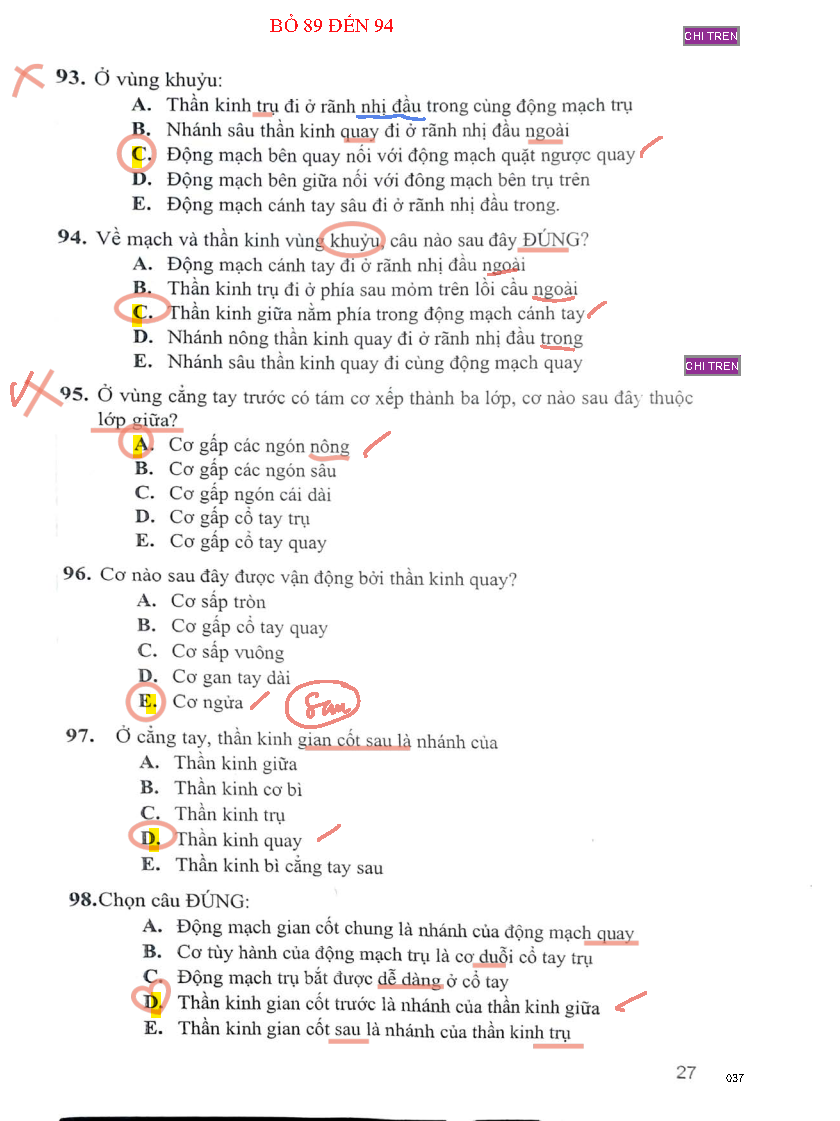 BỎ 89 ĐẾN 94
CHI TREN
93. Ở vùng khuỷu:
A. Thần kinh trụ đi ở rãnh nhị đầu trong cùng động mạch trụ
B. Nhánh sâu thần kinh quay đi ở rãnh nhị đầu ngoài
C. Động mạch bên quay nối với động mạch quặt ngược quay
D. Động mạch bên giữa nối với đông mạch bên trụ trên
E. Động mạch cánh tay sâu đi ở rãnh nhị đầu trong.
94. Về mạch và thần kinh vùng khuỷu, câu nào sau đây ĐÚNG?
A. Động mạch cánh tay đi ở rãnh nhị đầu ngoài
B. Thần kinh trụ đi ở phía sau mỏm trên lồi cầu ngoài
C. Thần kinh giữa nằm phía trong động mạch cánh tay
D. Nhánh nông thần kinh quay đi ở rãnh nhị đầu trong
E. Nhánh sâu thần kinh quay đi cùng động mạch quay
CHI TREN
95. Ở vùng cẳng tay trước có tám cơ xếp thành ba lớp, cơ nào sau đây thuộc
lớp giữa?
A. Cơ gấp các ngón nông
B. Cơ gấp các ngón sâu
C. Cơ gấp ngón cái dài
D. Cơ gấp cổ tay trụ
E. Cơ gấp cổ tay quay
96. Cơ nào sau đây được vận động bởi thần kinh quay?
A. Cơ sấp tròn
B. Cơ gấp cổ tay quay
C. Cơ sấp vuông
D. Cơ gan tay dài
E. Cơ ngửa
97. Ở cẳng tay, thần kinh gian cốt sau là nhánh của
A. Thần kinh giữa
B. Thần kinh cơ bì
C. Thần kinh trụ
D. Thần kinh quay
E. Thần kinh bì cẳng tay sau
98.Chọn câu ĐÚNG:
A. Động mạch gian cốt chung là nhánh của động mạch quay
B. Cơ tùy hành của động mạch trụ là cơ duỗi cổ tay trụ
C. Động mạch trụ bắt được dễ dàng ở cổ tay
D. Thần kinh gian cốt trước là nhánh của thần kinh giữa
E. Thần kinh gian cốt sau là nhánh của thần kinh trụ
27
037